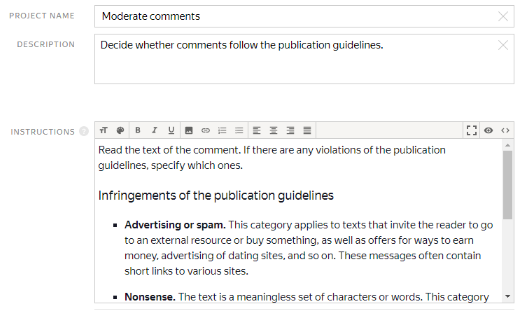 PROJECT NAME
Moderate comments
DESCRIPTION
Decide whether comments follow the publication guidelines.
INSTRUCTIONS
B I U
Read the text of the comment. If there are any violations of the publication
guidelines, specify which ones.
Infringements of the publication guidelines
▪ Advertising or spam. This category applies to texts that invite the reader to go
to an external resource or buy something, as well as offers for ways to earn
money, advertising of dating sites, and so on. These messages often contain
short links to various sites.
▪ Nonsense. The text is a meaningless set of characters or words. This category